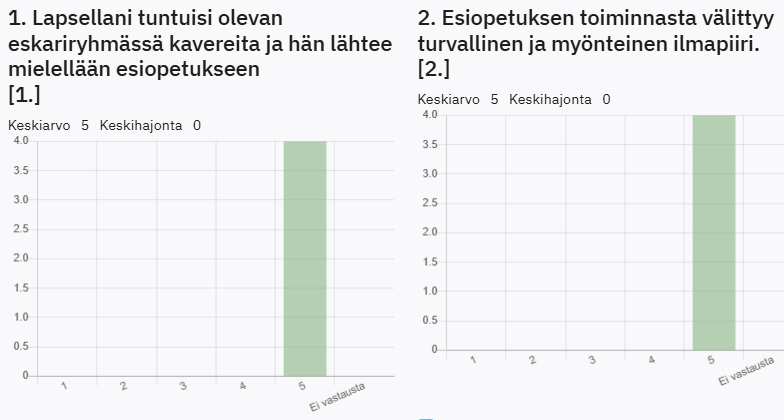 1. Lapsellani tuntuisi olevan
eskariryhmässä kavereita ja hän lähtee
mielellään esiopetukseen
[1.]
Keskiarvo 5 Keskihajonta 0
4.0
3.5
3.0
2.5
2.0
1.5
1.0
0.5
0
1 2 3 4 5 Ei vastausta
2. Esiopetuksen toiminnasta välittyy
turvallinen ja myönteinen ilmapiiri.
[2.]
Keskiarvo 5 Keskihajonta 0
4.0
3.5
3.0
2.5
2.0
1.5
1.0
0.5
0
1 2 3 4 5 Ei vastausta